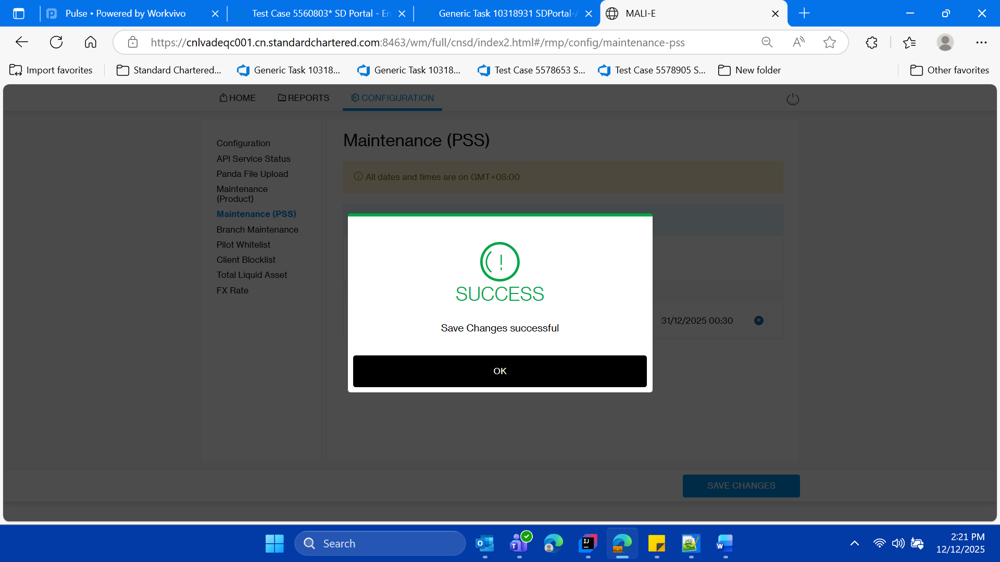 Pulse • Powered by Workvivo
Test Case 5560803* SD Portal - En
Generic Task 10318931 SDPortal-A
MALI-E
https://cnlvadeqc001.cn.standardchartered.com:8463/wm/full/cnsd/index2.html#/rmp/config/maintenance-pss
Import favorites
Standard Chartered...
Generic Task 10318...
Generic Task 10318...
Test Case 5578653 S...
Test Case 5578905 S...
New folder
Other favorites
HOME
REPORTS
CONFIGURATION
Configuration
API Service Status
Panda File Upload
Maintenance
(Product)
Maintenance (PSS)
Branch Maintenance
Pilot Whitelist
Client Blocklist
Total Liquid Asset
FX Rate
Maintenance (PSS)
All dates and times are on GMT+08:00
SUCCESS
Save Changes successful
OK
31/12/2025 00:30
SAVE CHANGES
Search
2:21 PM
12/12/2025